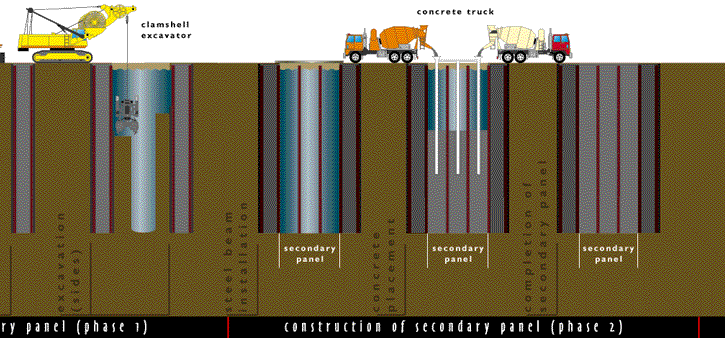 clamshell
excavator
concrete truck
excavation
(sides)
steel beam
installation
secondary
panel
concrete
placement
secondary
panel
completion of
secondary panel
secondary
panel
ry panel (phase 1)
construction of secondary panel (phase 2)